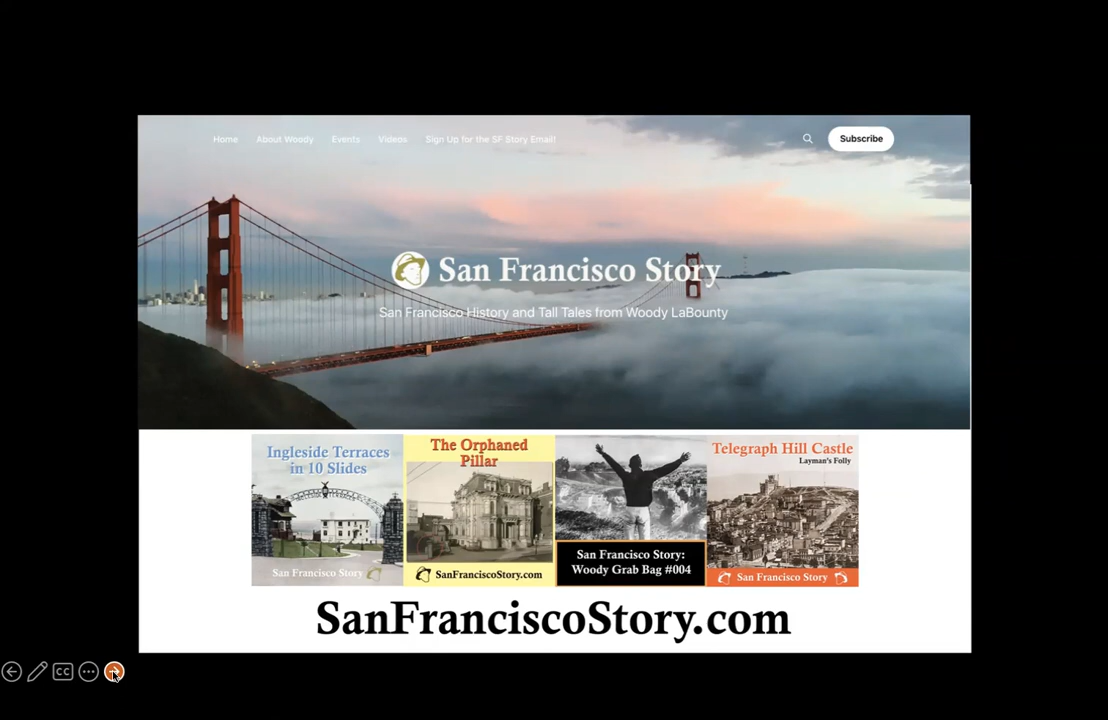 Home About Woody Events Videos Sign Up for the SF Story Email! Subscribe
San Francisco Story
San Francisco History and Tall Tales from Woody LaBounty
Ingleside Terraces
in 10 Slides
San Francisco Story
The Orphaned
Pillar
SanFranciscoStory.com
San Francisco Story:
Woody Grab Bag #004
Telegraph Hill Castle
Layman's Folly
San Francisco Story
SanFranciscoStory.com
CC